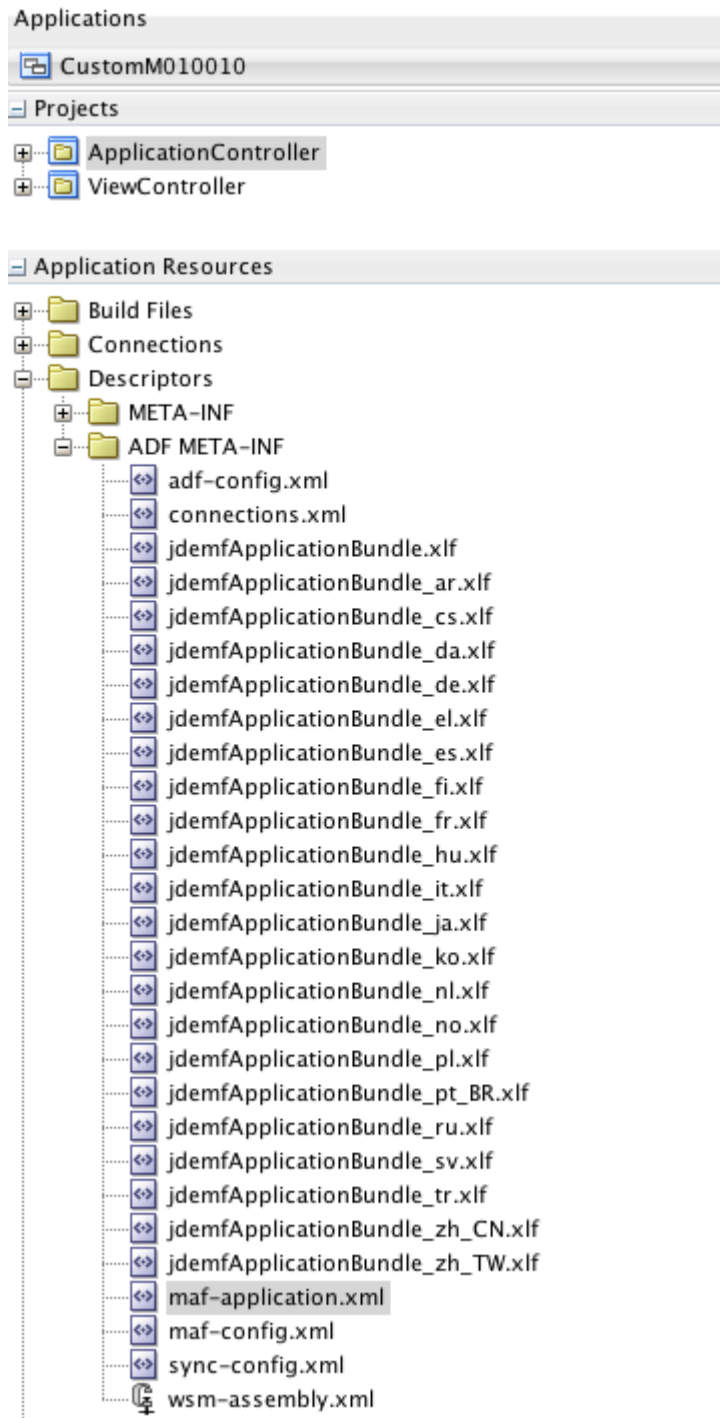 Applications
CustomM010010
Projects
ApplicationController
ViewController
Application Resources
Build Files
Connections
Descriptors
META-INF
ADF META-INF
adf-config.xml
connections.xml
jdemfApplicationBundle.xlf
jdemfApplicationBundle_ar.xlf
jdemfApplicationBundle_cs.xlf
jdemfApplicationBundle_da.xlf
jdemfApplicationBundle_de.xlf
jdemfApplicationBundle_el.xlf
jdemfApplicationBundle_es.xlf
jdemfApplicationBundle_fi.xlf
jdemfApplicationBundle_fr.xlf
jdemfApplicationBundle_hu.xlf
jdemfApplicationBundle_it.xlf
jdemfApplicationBundle_ja.xlf
jdemfApplicationBundle_ko.xlf
jdemfApplicationBundle_nl.xlf
jdemfApplicationBundle_no.xlf
jdemfApplicationBundle_pl.xlf
jdemfApplicationBundle_pt_BR.xlf
jdemfApplicationBundle_ru.xlf
jdemfApplicationBundle_sv.xlf
jdemfApplicationBundle_tr.xlf
jdemfApplicationBundle_zh_CN.xlf
jdemfApplicationBundle_zh_TW.xlf
maf-application.xml
maf-config.xml
sync-config.xml
wsm-assembly.xml